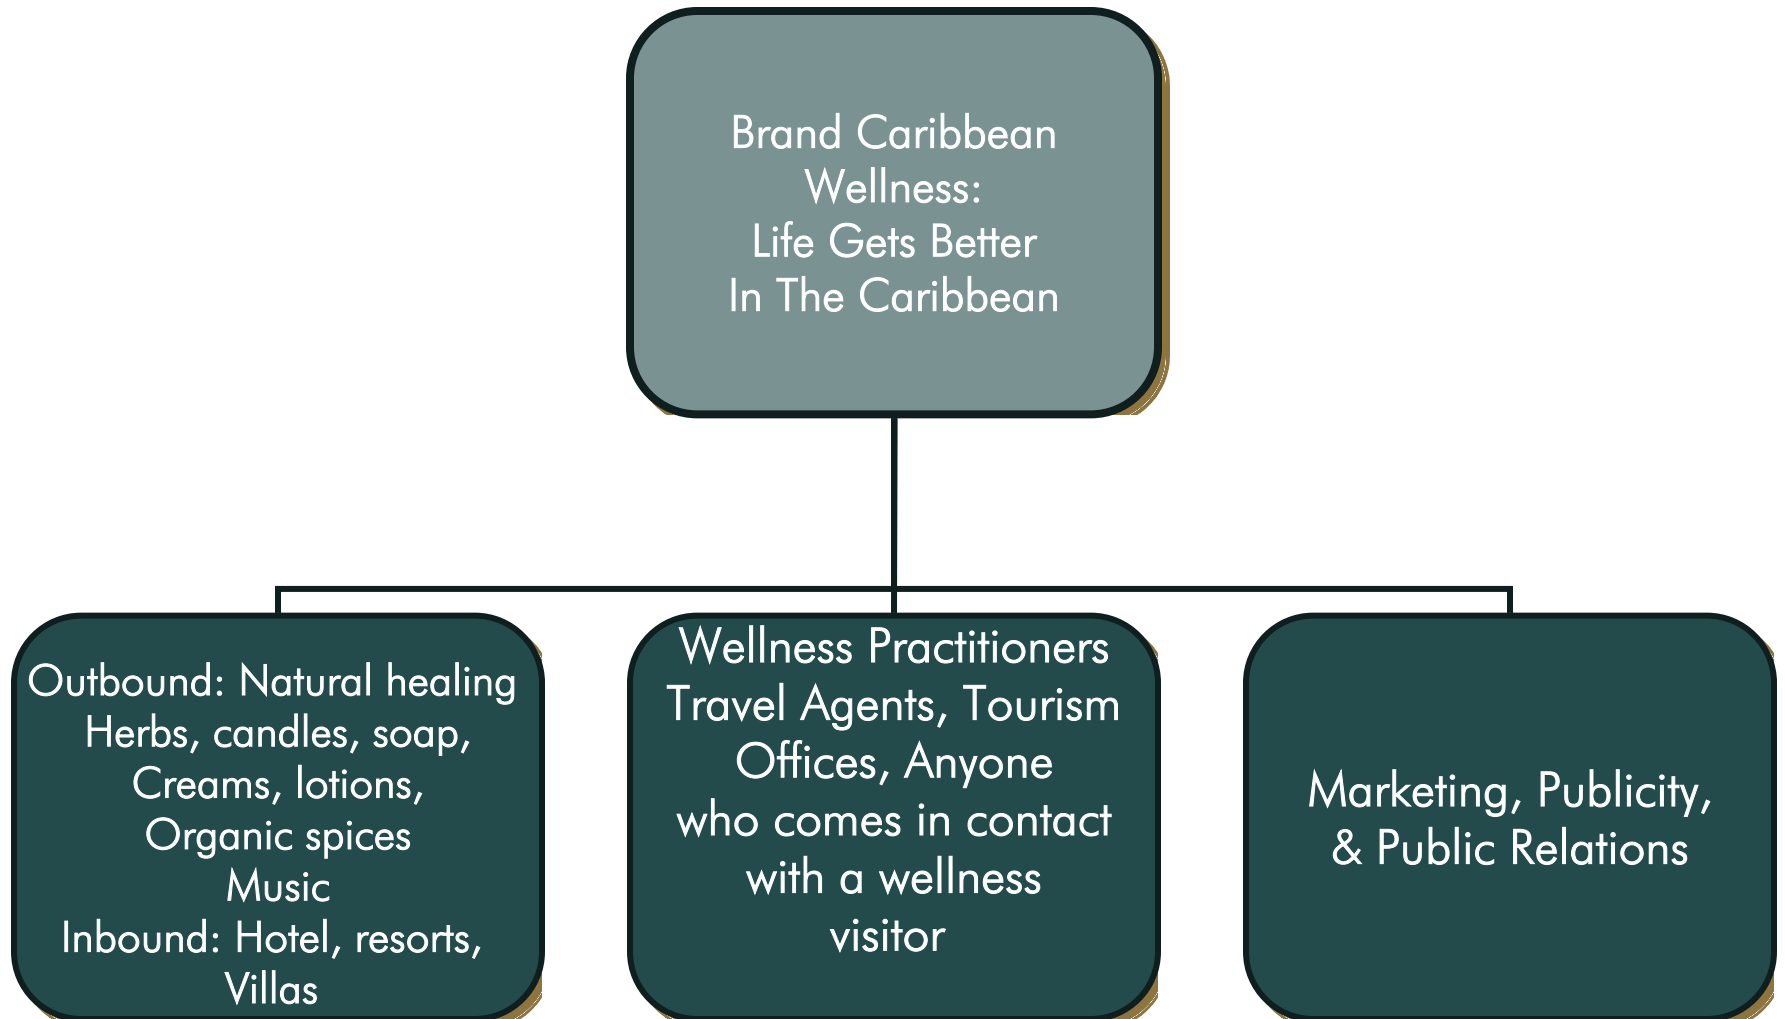 Brand Caribbean
Wellness:
Life Gets Better
In The Caribbean
Outbound: Natural healing
Herbs, candles, soap,
Creams, lotions,
Organic spices
Music
Inbound: Hotel, resorts,
Villas
Wellness Practitioners
Travel Agents, Tourism
Offices, Anyone
who comes in contact
with a wellness
visitor
Marketing, Publicity,
& Public Relations